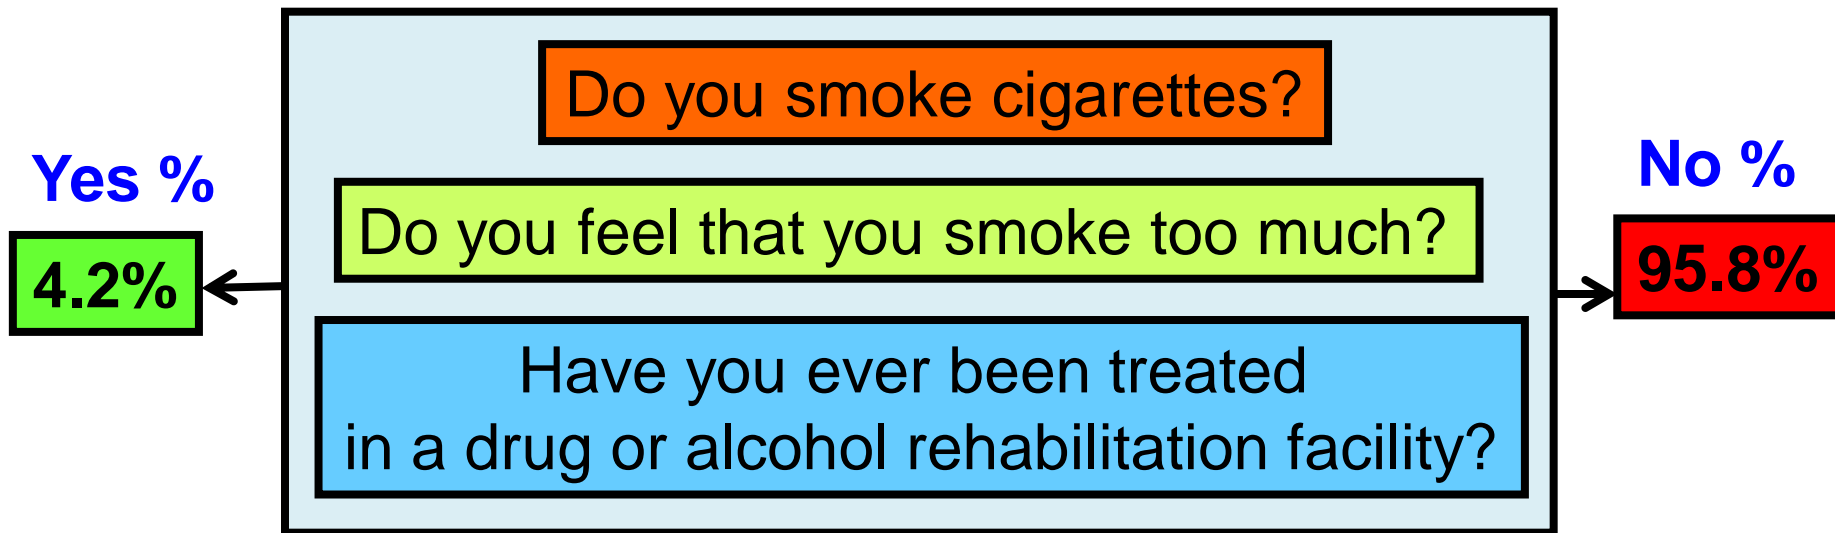 Do you smoke cigarettes?
Yes %
No %
Do you feel that you smoke too much?
4.2%
95.8%
Have you ever been treated
in a drug or alcohol rehabilitation facility?